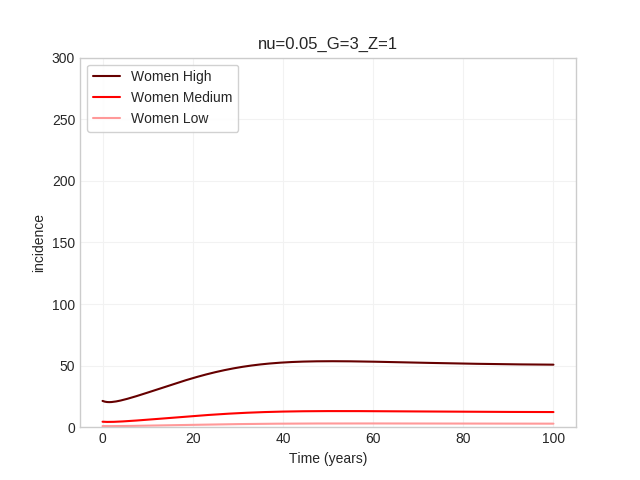 nu=0.05_G=3_Z=1
300
250
200
150
100
50
0
incidence
Women High
Women Medium
Women Low
0 20 40 60 80 100
Time (years)